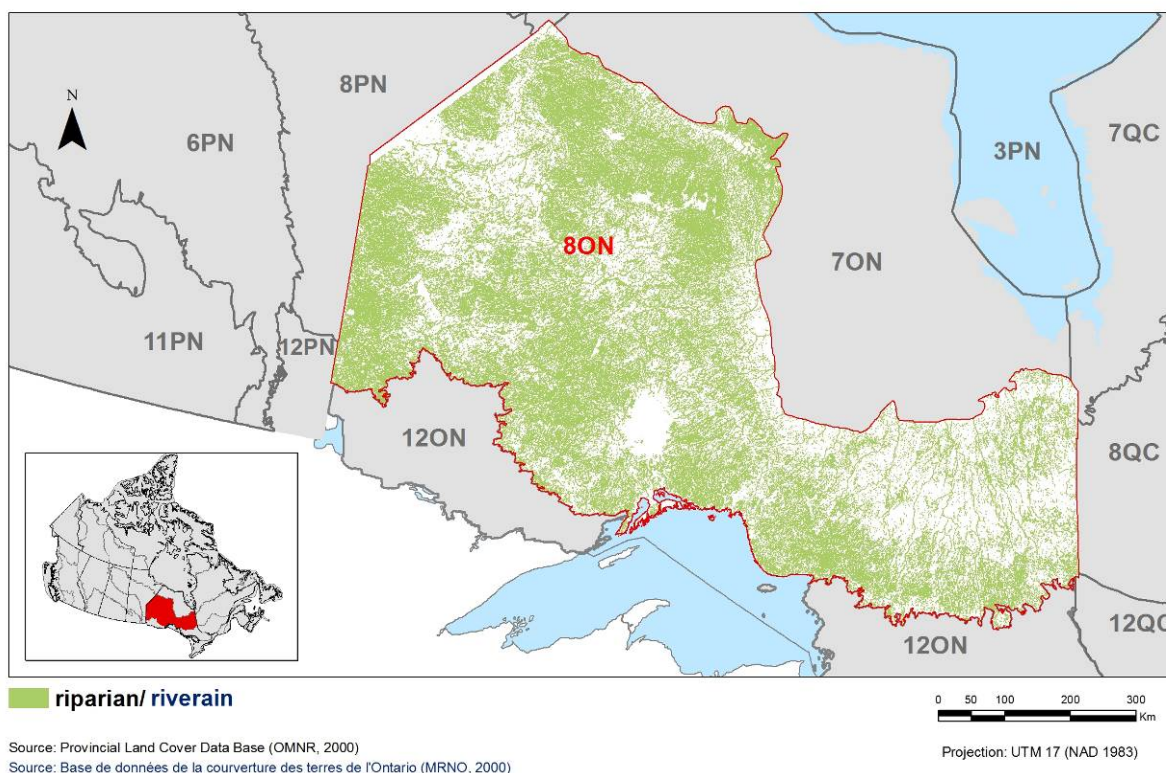 N
8PN
6PN
3PN
7QC
8ON
7ON
11PN
12PN
12ON
8QC
12ON
12QC
riparian/ riverain
0 50 100 200 300
Km
Source: Provincial Land Cover Data Base (OMNR, 2000)
Projection: UTM 17 (NAD 1983)
Source: Base de données de la courverture des terres de l'Ontario (MRNO, 2000)